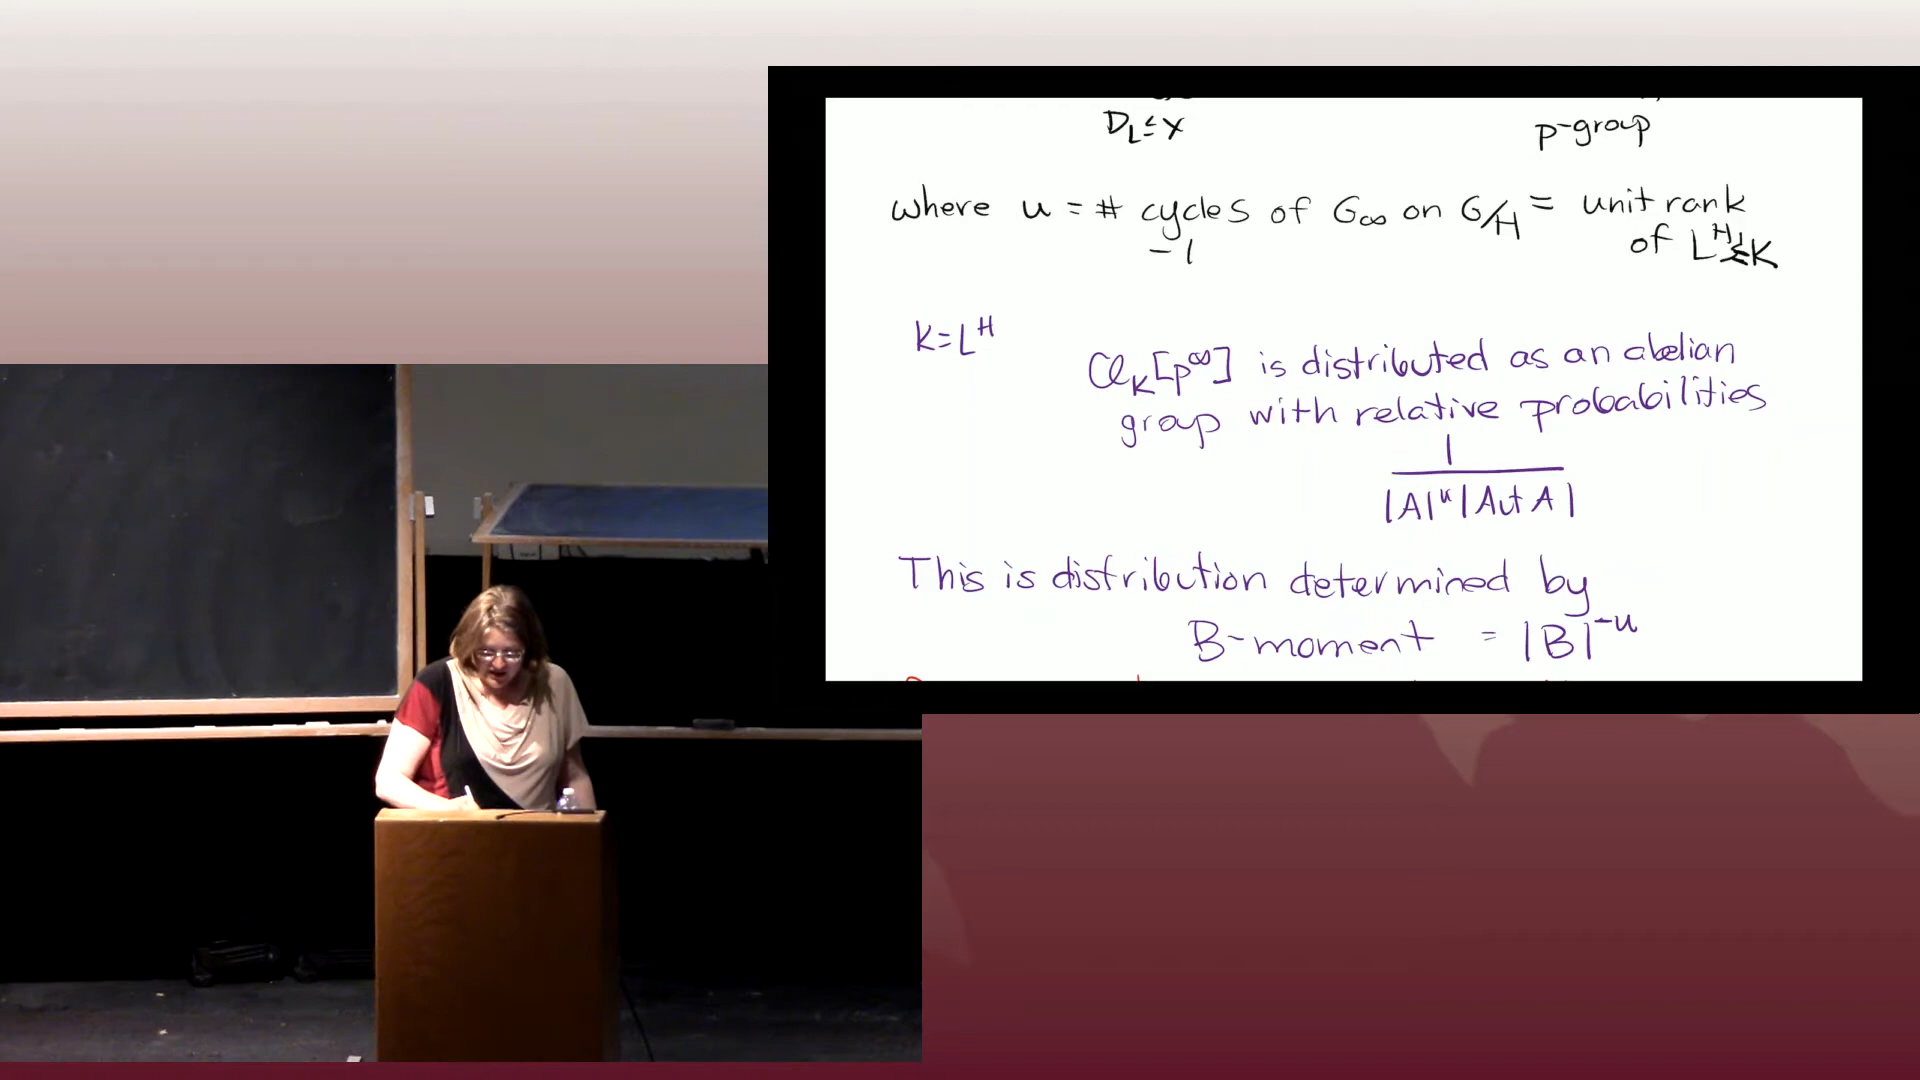 D_L ≤ X
p-group
where u = # cycles of G∞ on G/H = unit rank
-1 of L^H = K
K=L^H
Cl_K[p^∞] is distributed as an abelian
group with relative probabilities
1
|A|^u |Aut A|
This is distribution determined by
B-moment = |B|^-u